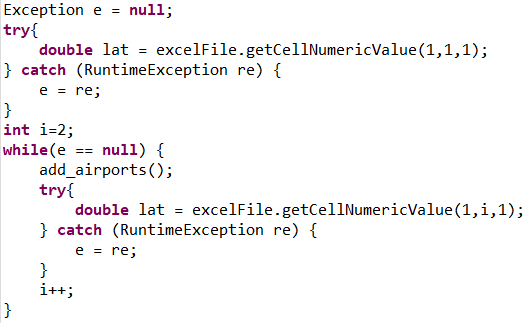 Exception e = null;
try{
    double lat = excelFile.getCellNumericValue(1,1,1);
} catch (RuntimeException re) {
    e = re;
}
int i=2;
while(e == null) {
    add_airports();
    try{
        double lat = excelFile.getCellNumericValue(1,i,1);
    } catch (RuntimeException re) {
        e = re;
    }
    i++;
}